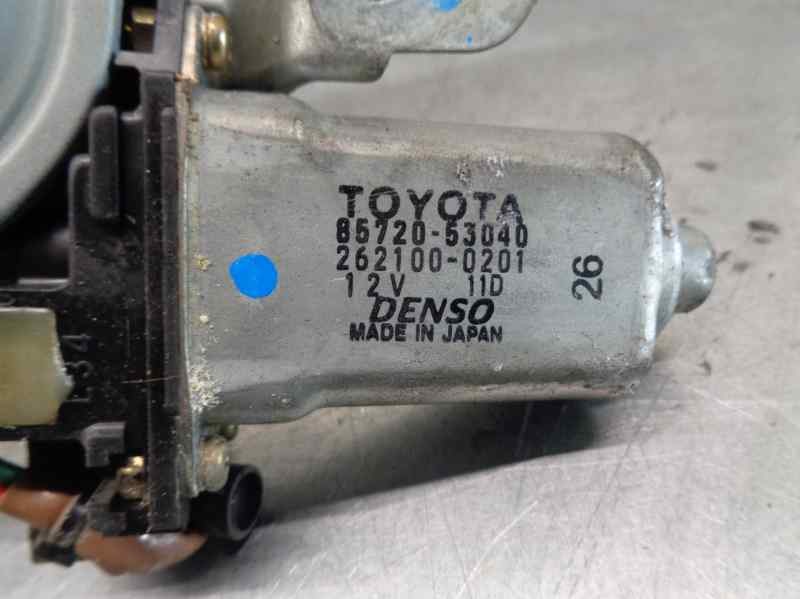 TOYOTA
85720-53040
262100-0201
12V 11D
DENSO
MADE IN JAPAN
26